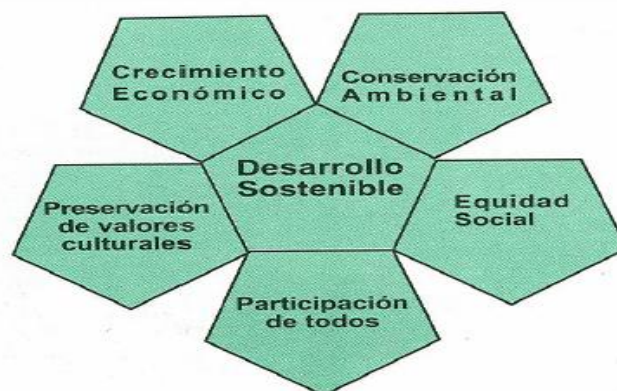 Crecimiento
Económico
Conservación
Ambiental
Desarrollo
Sostenible
Preservación
de valores
culturales
Equidad
Social
Participación
de todos